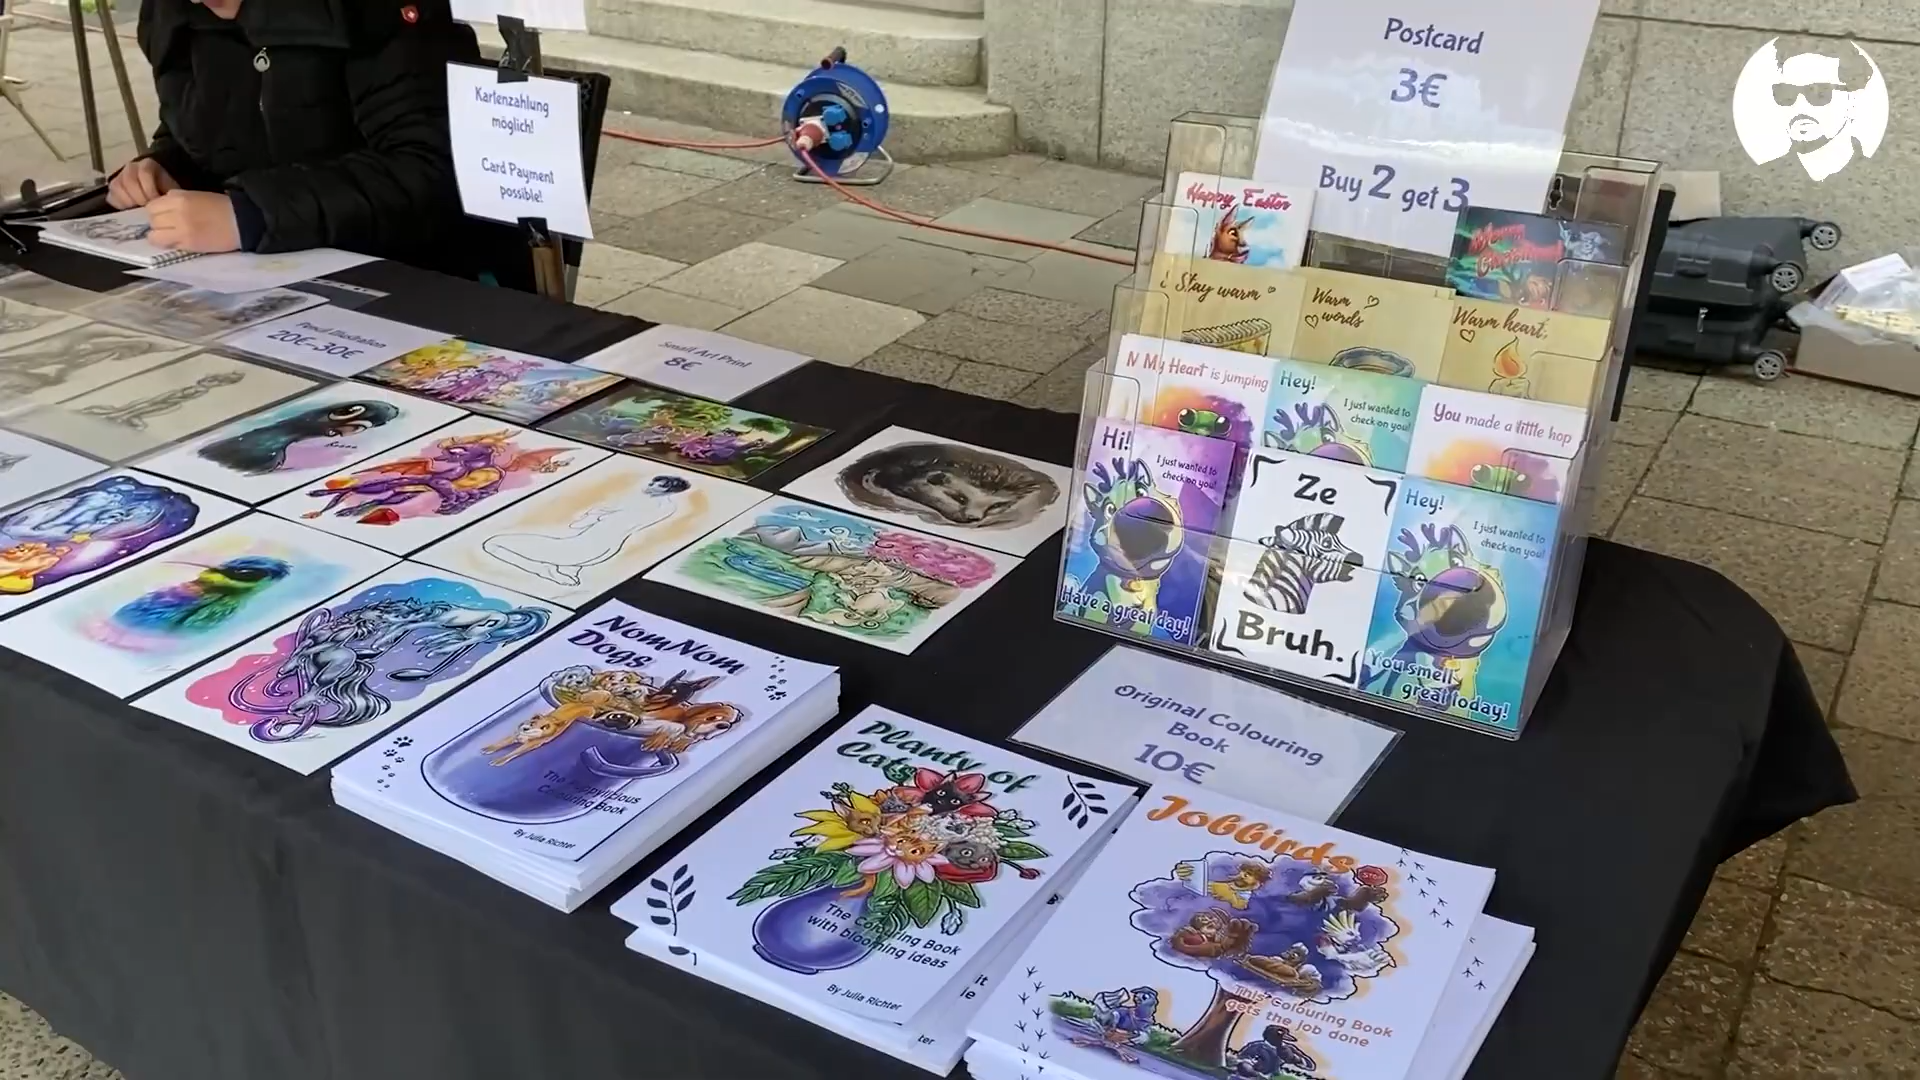 Kartenzahlung
möglich!
Card Payment
possible!
Postcard
3€
Buy 2 get 3
Happy Easter
Stay warm
Warm
words
Warm heart,
My Heart is jumping
Hey!
I just wanted to
check on you!
You made a little hop
Hi!
I just wanted to
check on you!
Have a great day!
Ze
Bruh.
Hey!
I just wanted to
check on you!
You smell
great today!
Pencil Illustration
20€-30€
Small Art Print
8€
Original Colouring
Book
10€
NomNom
Dogs
The Puppylicious
Colouring Book
By Julia Richter
Planty of
Cats
The Colouring Book
with blooming ideas
By Julia Richter
Jobbirds
STOP
This Colouring Book
gets the job done